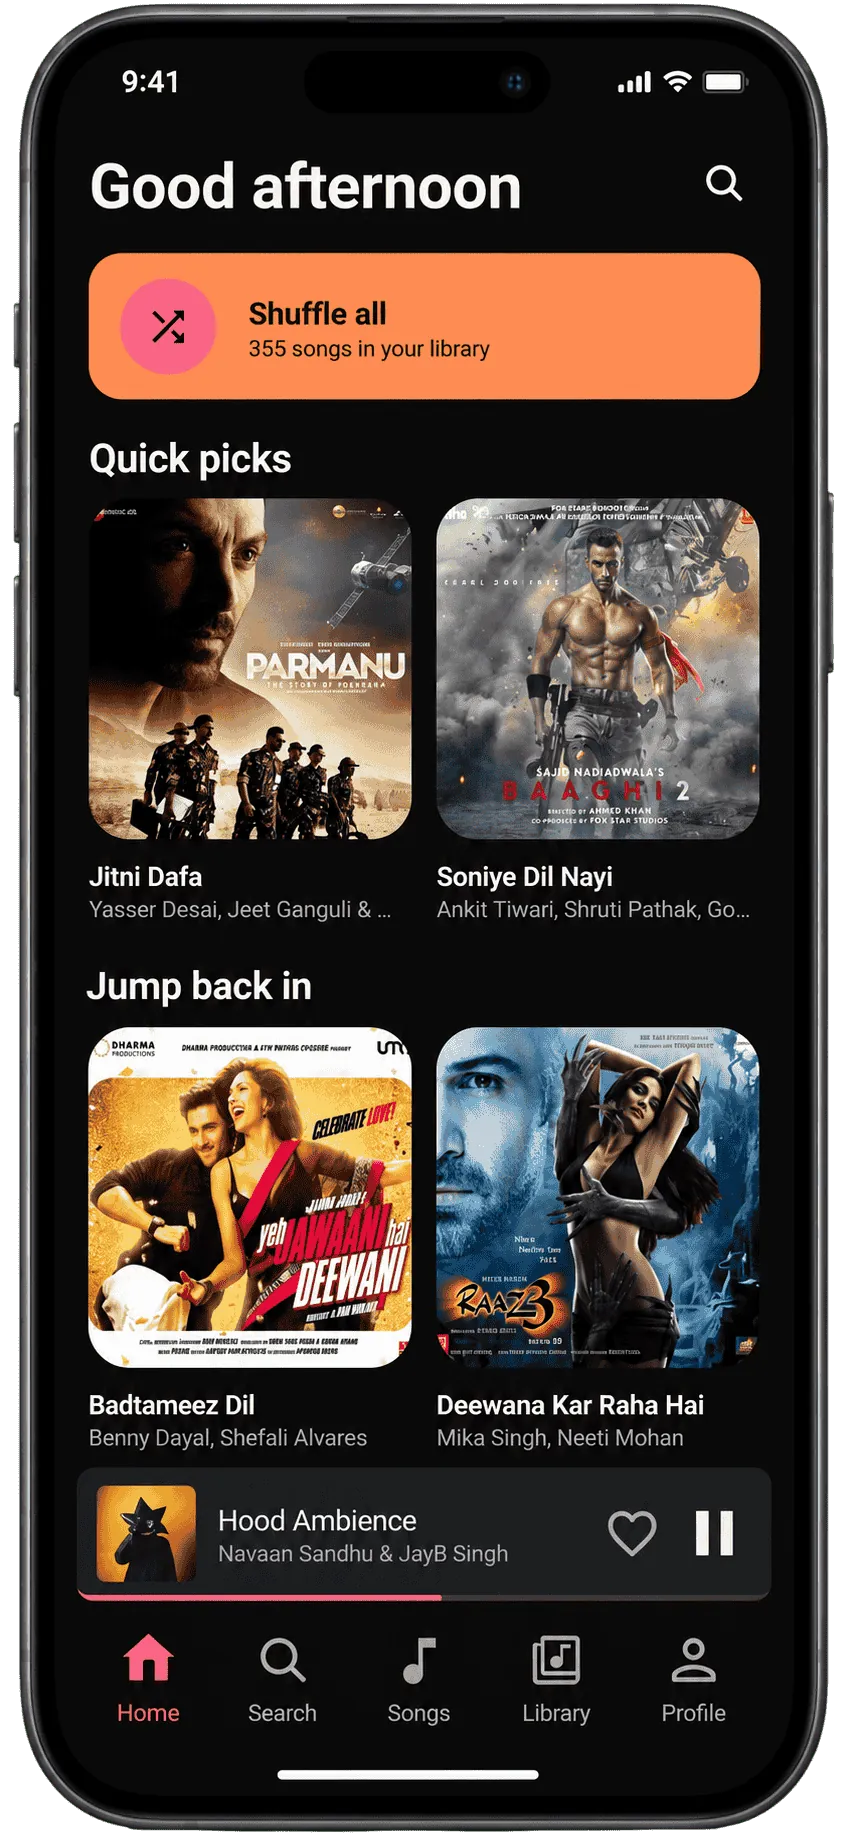 9:41
Good afternoon
Shuffle all
355 songs in your library
Quick picks
PARMANU
THE STORY OF POKHRAN
SAJID NADIADWALA'S
BAAGHI 2
DIRECTED BY AHMED KHAN
CO-PRODUCED BY FOX STAR STUDIOS
Jitni Dafa
Yasser Desai, Jeet Ganguli & ...
Soniye Dil Nayi
Ankit Tiwari, Shruti Pathak, Go...
Jump back in
DHARMA
PRODUCTIONS
CELEBRATE LOVE!
yeh JAWAANI hai
DEEWANI
RAAZ3
Badtameez Dil
Benny Dayal, Shefali Alvares
Deewana Kar Raha Hai
Mika Singh, Neeti Mohan
Hood Ambience
Navaan Sandhu & JayB Singh
Home
Search
Songs
Library
Profile